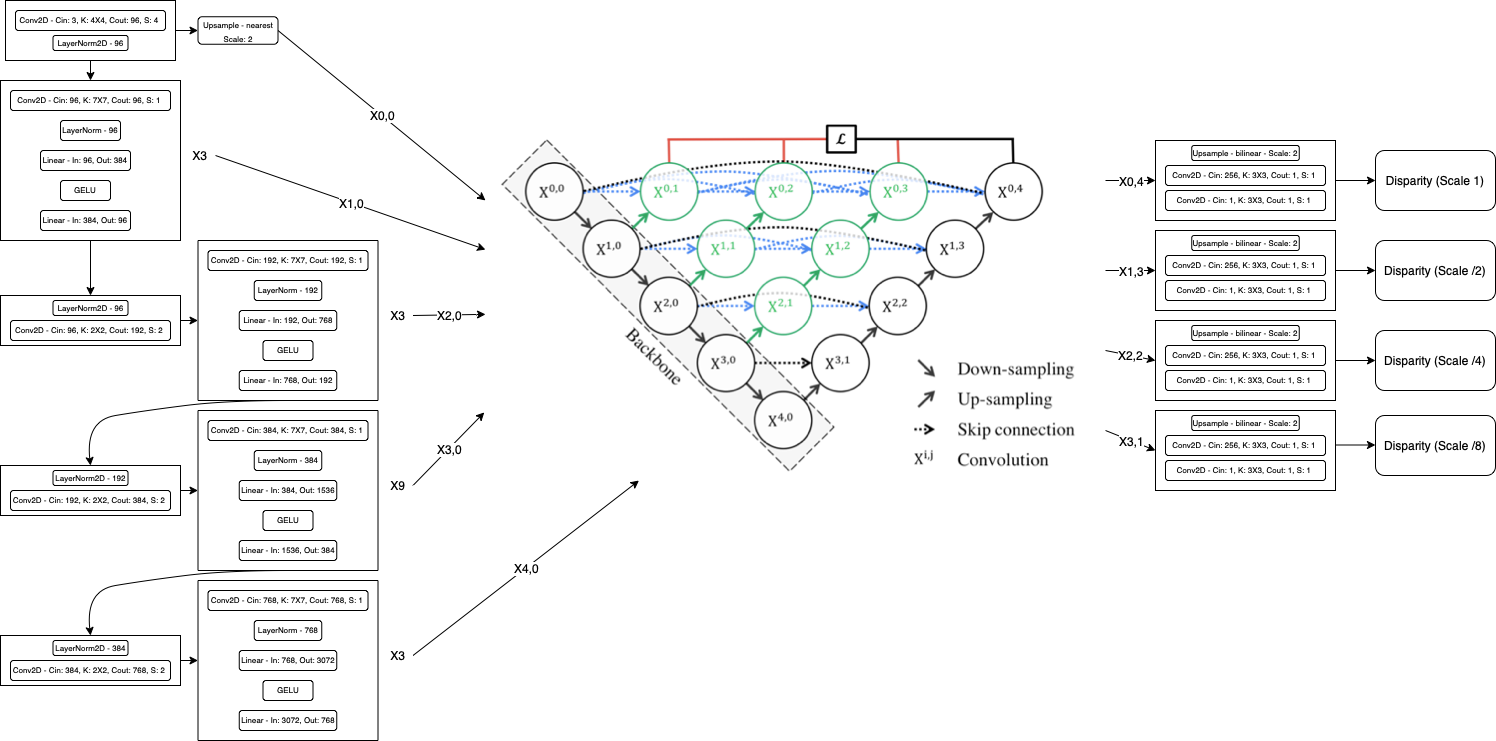 Conv2D - Cin: 3, K: 4X4, Cout: 96, S: 4
LayerNorm2D - 96
Upsample - nearest
Scale: 2
Conv2D - Cin: 96, K: 7X7, Cout: 96, S: 1
LayerNorm - 96
Linear - In: 96, Out: 384
GELU
Linear - In: 384, Out: 96
X3
LayerNorm2D - 96
Conv2D - Cin: 96, K: 2X2, Cout: 192, S: 2
Conv2D - Cin: 192, K: 7X7, Cout: 192, S: 1
LayerNorm - 192
Linear - In: 192, Out: 768
GELU
Linear - In: 768, Out: 192
X3
LayerNorm2D - 192
Conv2D - Cin: 192, K: 2X2, Cout: 384, S: 2
Conv2D - Cin: 384, K: 7X7, Cout: 384, S: 1
LayerNorm - 384
Linear - In: 384, Out: 1536
GELU
Linear - In: 1536, Out: 384
X9
LayerNorm2D - 384
Conv2D - Cin: 384, K: 2X2, Cout: 768, S: 2
Conv2D - Cin: 768, K: 7X7, Cout: 768, S: 1
LayerNorm - 768
Linear - In: 768, Out: 3072
GELU
Linear - In: 3072, Out: 768
X3
X0,0
X1,0
X2,0
X3,0
X4,0
ℒ
X^0,0
X^0,1
X^0,2
X^0,3
X^0,4
X^1,0
X^1,1
X^1,2
X^1,3
X^2,0
X^2,1
X^2,2
X^3,0
X^3,1
X^4,0
Backbone
Down-sampling
Up-sampling
Skip connection
X^i,j Convolution
X0,4
Upsample - bilinear - Scale: 2
Conv2D - Cin: 256, K: 3X3, Cout: 1, S: 1
Conv2D - Cin: 1, K: 3X3, Cout: 1, S: 1
Disparity (Scale 1)
X1,3
Upsample - bilinear - Scale: 2
Conv2D - Cin: 256, K: 3X3, Cout: 1, S: 1
Conv2D - Cin: 1, K: 3X3, Cout: 1, S: 1
Disparity (Scale /2)
X2,2
Upsample - bilinear - Scale: 2
Conv2D - Cin: 256, K: 3X3, Cout: 1, S: 1
Conv2D - Cin: 1, K: 3X3, Cout: 1, S: 1
Disparity (Scale /4)
X3,1
Upsample - bilinear - Scale: 2
Conv2D - Cin: 256, K: 3X3, Cout: 1, S: 1
Conv2D - Cin: 1, K: 3X3, Cout: 1, S: 1
Disparity (Scale /8)